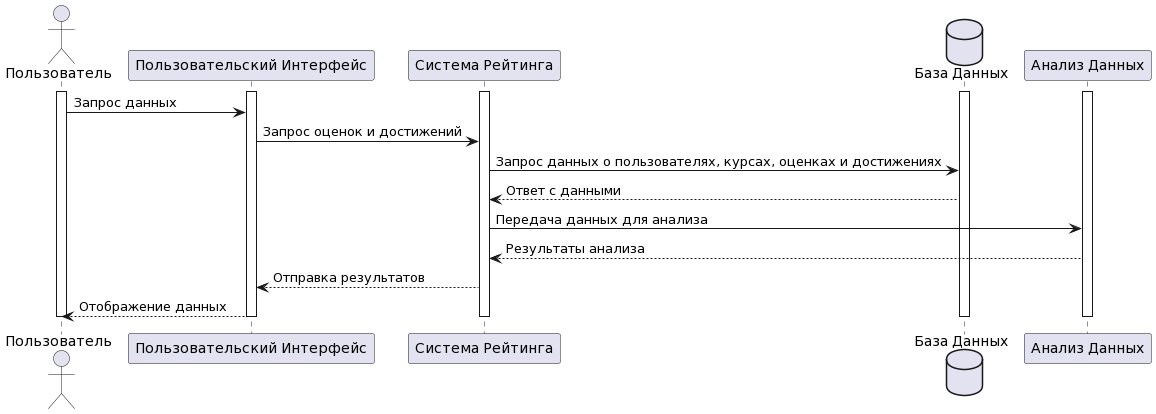 Пользователь
Пользовательский Интерфейс
Система Рейтинга
База Данных
Анализ Данных
Запрос данных
Запрос оценок и достижений
Запрос данных о пользователях, курсах, оценках и достижениях
Ответ с данными
Передача данных для анализа
Результаты анализа
Отправка результатов
Отображение данных
Пользователь
Пользовательский Интерфейс
Система Рейтинга
База Данных
Анализ Данных